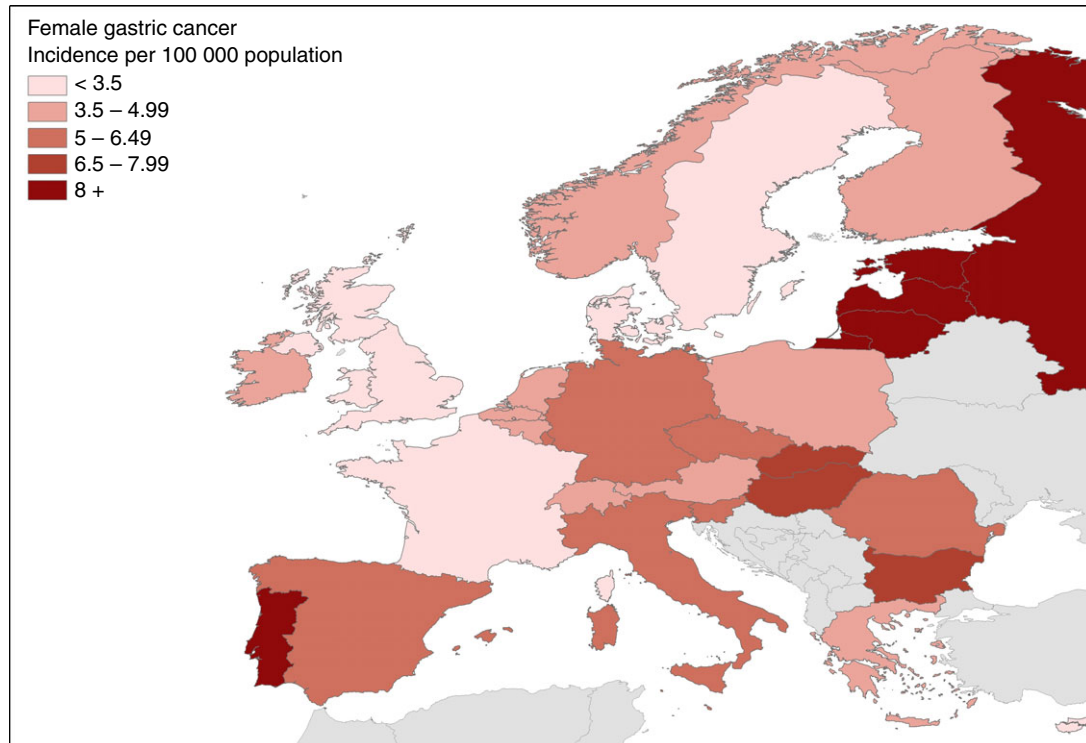 Female gastric cancer
Incidence per 100 000 population
< 3.5
3.5 – 4.99
5 – 6.49
6.5 – 7.99
8 +